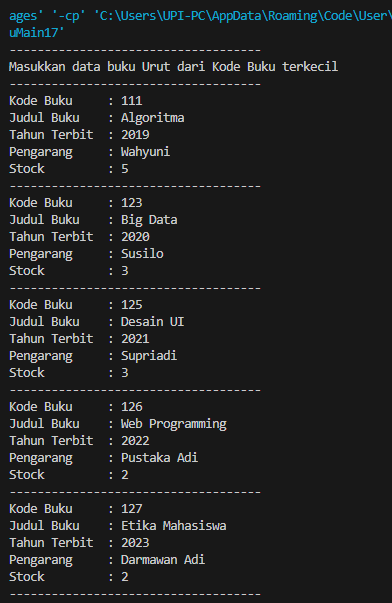 ages' '-cp' 'C:\Users\UPI-PC\AppData\Roaming\Code\User\
uMain17'
------------------------------------
Masukkan data buku Urut dari Kode Buku terkecil
------------------------------------
Kode Buku     : 111
Judul Buku    : Algoritma
Tahun Terbit  : 2019
Pengarang     : Wahyuni
Stock         : 5
------------------------------------
Kode Buku     : 123
Judul Buku    : Big Data
Tahun Terbit  : 2020
Pengarang     : Susilo
Stock         : 3
------------------------------------
Kode Buku     : 125
Judul Buku    : Desain UI
Tahun Terbit  : 2021
Pengarang     : Supriadi
Stock         : 3
------------------------------------
Kode Buku     : 126
Judul Buku    : Web Programming
Tahun Terbit  : 2022
Pengarang     : Pustaka Adi
Stock         : 2
------------------------------------
Kode Buku     : 127
Judul Buku    : Etika Mahasiswa
Tahun Terbit  : 2023
Pengarang     : Darmawan Adi
Stock         : 2
------------------------------------